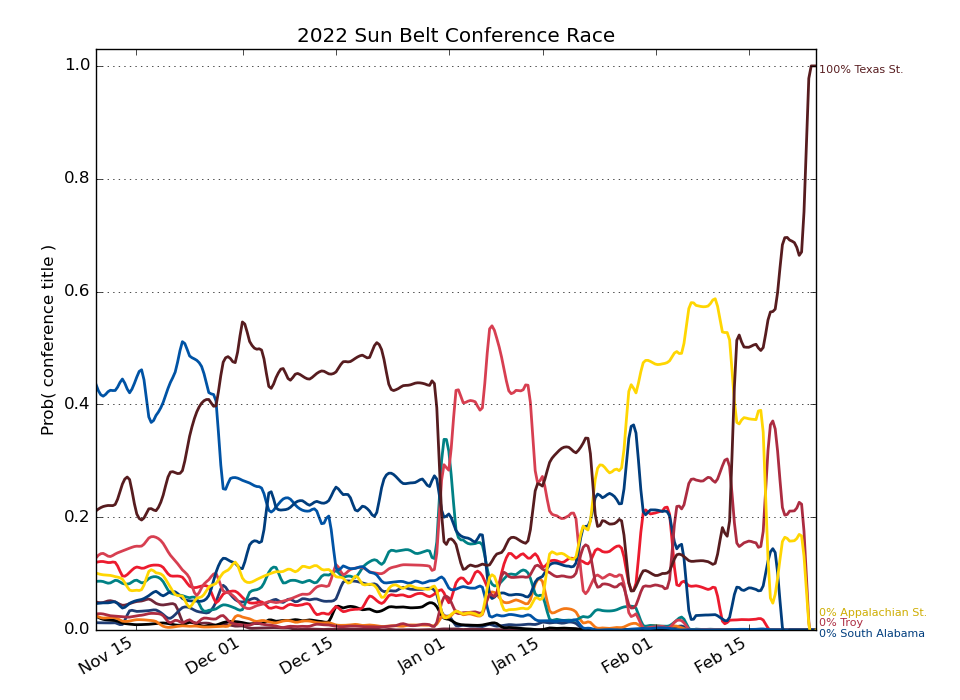 2022 Sun Belt Conference Race
Prob( conference title )
1.0
0.8
0.6
0.4
0.2
0.0
Nov 15
Dec 01
Dec 15
Jan 01
Jan 15
Feb 01
Feb 15
100% Texas St.
0% Appalachian St.
0% Troy
0% South Alabama